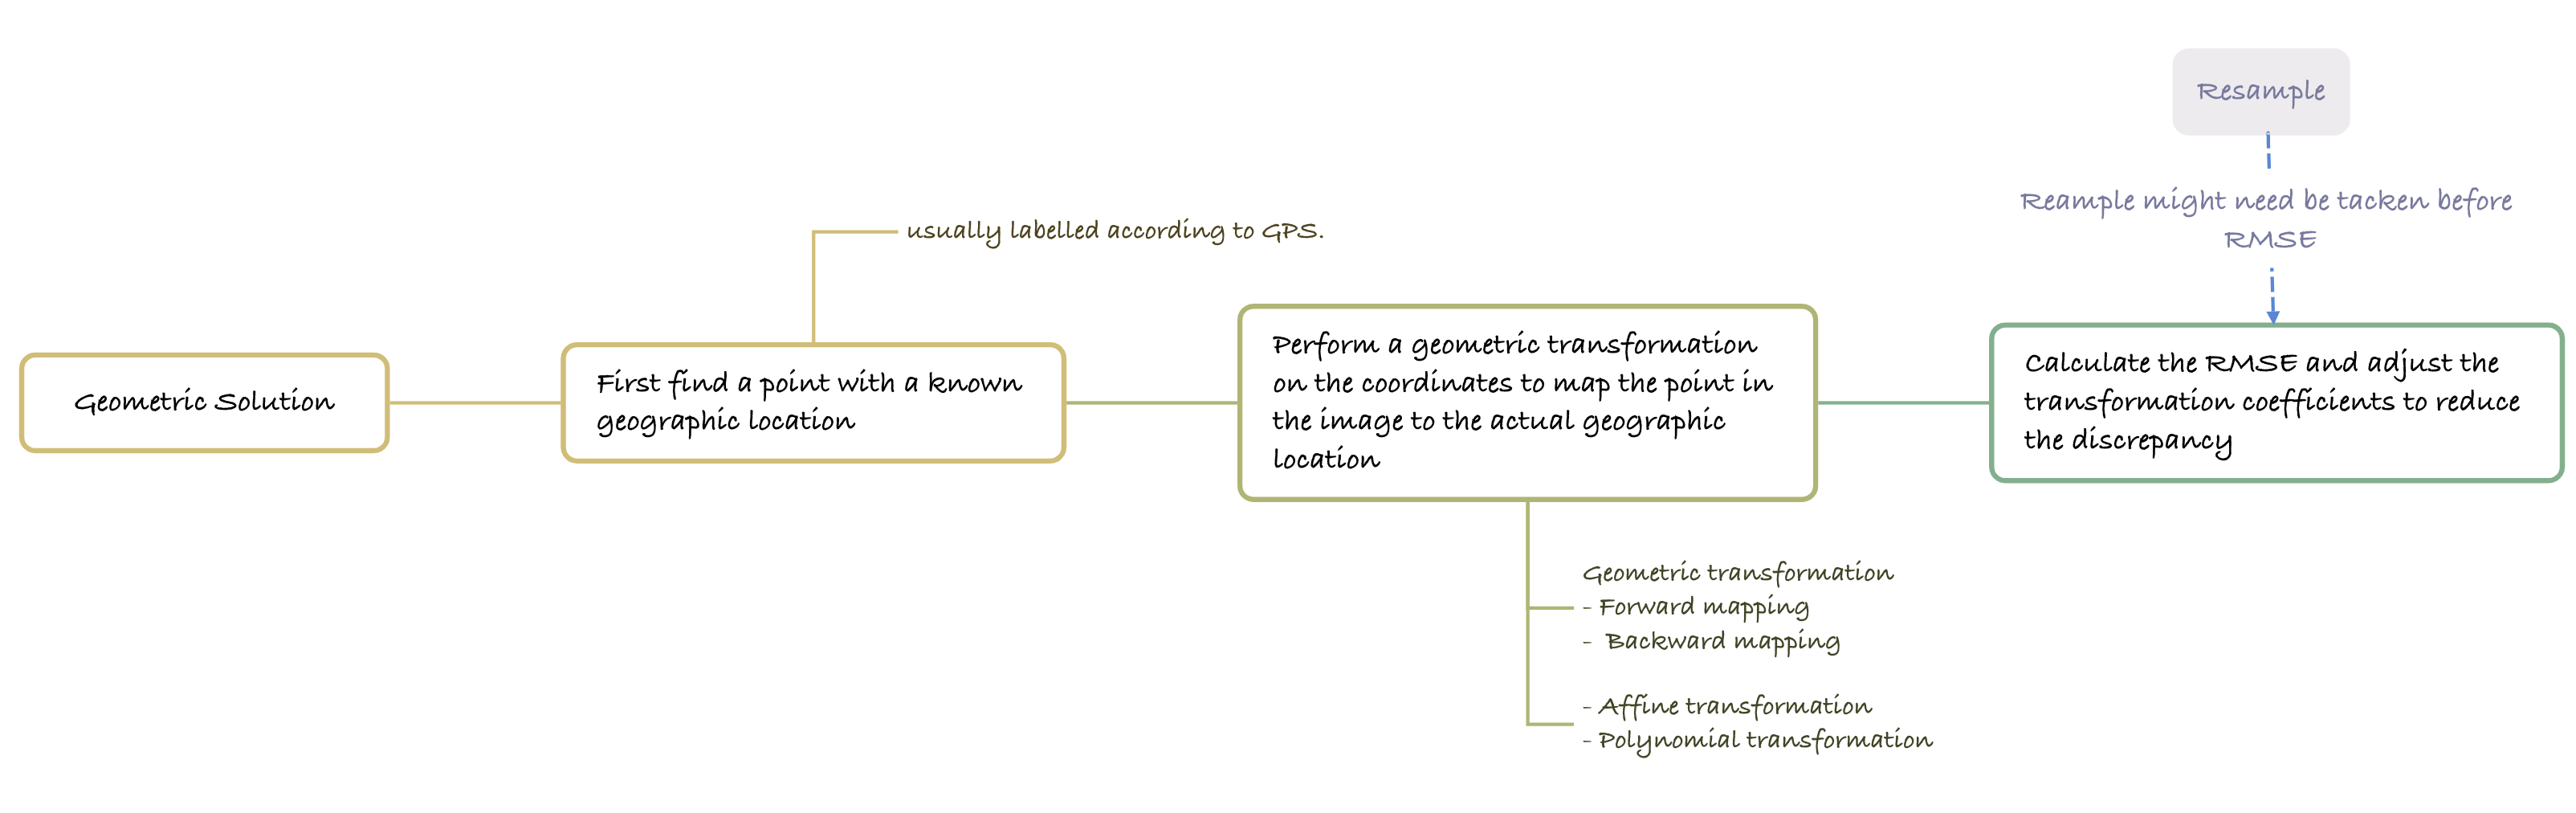 Resample
Reample might need be tacken before
RMSE
usually labelled according to GPS.
Geometric Solution
First find a point with a known
geographic location
Perform a geometric transformation
on the coordinates to map the point in
the image to the actual geographic
location
Calculate the RMSE and adjust the
transformation coefficients to reduce
the discrepancy
Geometric transformation
- Forward mapping
- Backward mapping
- Affine transformation
- Polynomial transformation